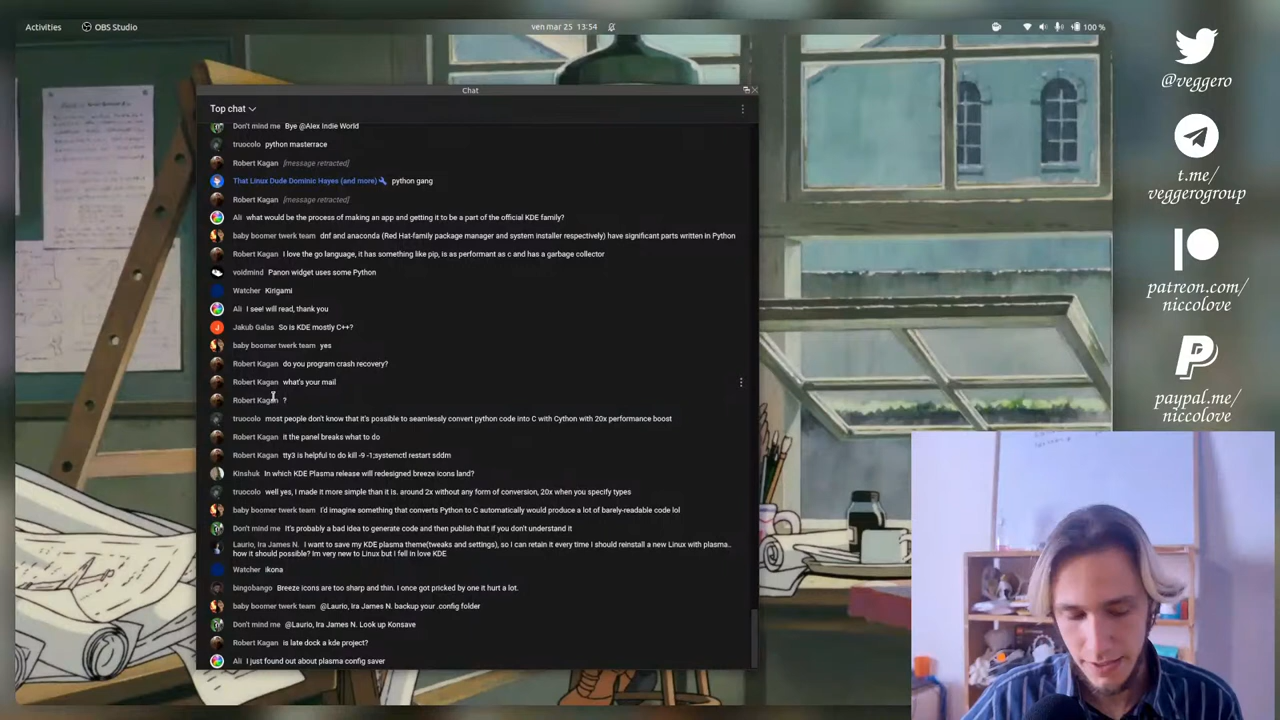 Activities
OBS Studio
ven mar 25 13:54
100 %
Chat
Top chat
Don't mind me Bye @Alex Indie World
truocolo python masterrace
Robert Kagan [message retracted]
That Linux Dude Dominic Hayes (and more) python gang
Robert Kagan [message retracted]
Ali what would be the process of making an app and getting it to be a part of the official KDE family?
baby boomer twerk team dnf and anaconda (Red Hat-family package manager and system installer respectively) have significant parts written in Python
Robert Kagan I love the go language, it has something like pip, is as performant as c and has a garbage collector
voidmind Panon widget uses some Python
Watcher Kirigami
Ali I see! will read, thank you
J
Jakub Galas So is KDE mostly C++?
baby boomer twerk team yes
Robert Kagan do you program crash recovery?
Robert Kagan what's your mail
Robert Kagan ?
truocolo most people don't know that it's possible to seamlessly convert python code into C with Cython with 20x performance boost
Robert Kagan it the panel breaks what to do
Robert Kagan tty3 is helpful to do kill -9 -1;systemctl restart sddm
Kinshuk In which KDE Plasma release will redesigned breeze icons land?
truocolo well yes, i made it more simple than it is. around 2x without any form of conversion, 20x when you specify types
baby boomer twerk team I'd imagine something that converts Python to C automatically would produce a lot of barely-readable code lol
Don't mind me It's probably a bad idea to generate code and then publish that if you don't understand it
Laurio, Ira James N. I want to save my KDE plasma theme(tweaks and settings), so I can retain it every time I should reinstall a new Linux with plasma..
how it should possible? Im very new to Linux but I fell in love KDE
Watcher ikona
bingobango Breeze icons are too sharp and thin. I once got pricked by one it hurt a lot.
baby boomer twerk team @Laurio, Ira James N. backup your .config folder
Don't mind me @Laurio, Ira James N. Look up Konsave
Robert Kagan is late dock a kde project?
Ali I just found out about plasma config saver
@veggero
t.me/
veggerogroup
patreon.com/
niccolove
paypal.me/
niccolove